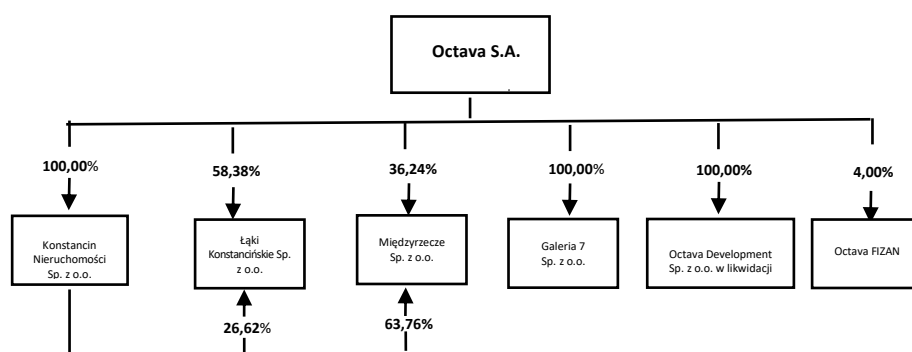 Octava S.A.
100,00%
58,38%
36,24%
100,00%
100,00%
4,00%
Konstancin
Nieruchomości
Sp. z o.o.
Łąki
Konstancińskie Sp.
z o.o.
Międzyrzecze
Sp. z o.o.
Galeria 7
Sp. z o.o.
Octava Development
Sp. z o.o. w likwidacji
Octava FIZAN
26,62%
63,76%